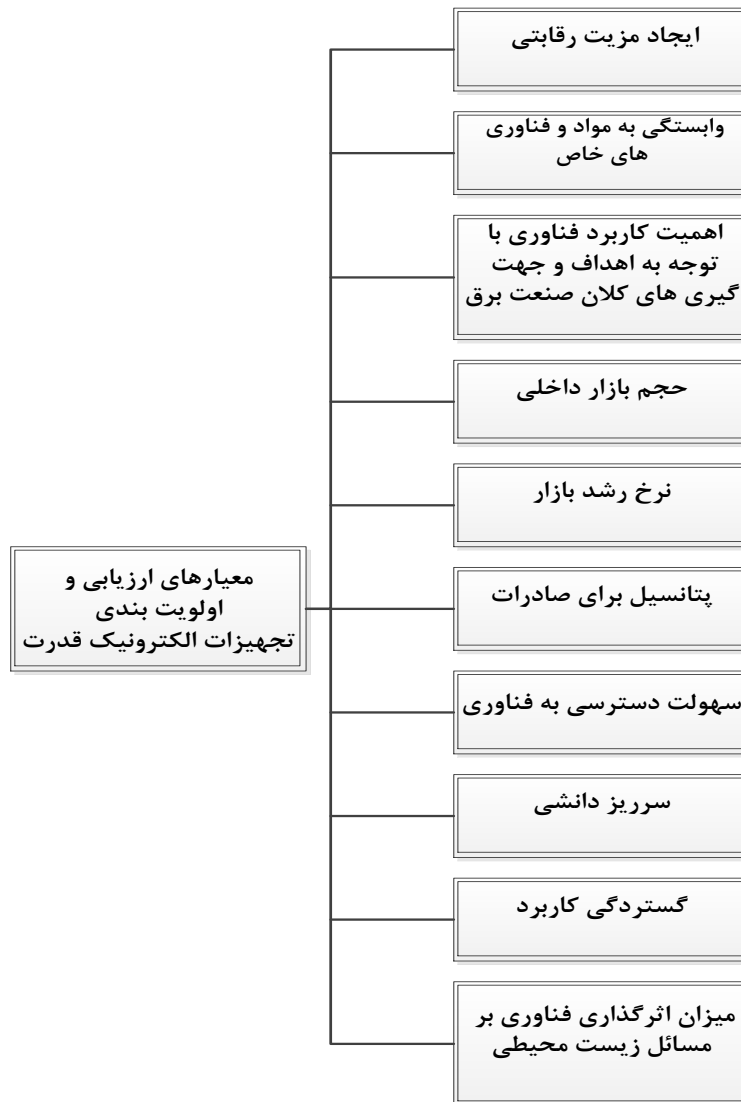 ایجاد مزیت رقابتی
وابستگی به مواد و فناوری
های خاص
اهمیت کاربرد فناوری با
توجه به اهداف و جهت
گیری های کلان صنعت برق
حجم بازار داخلی
نرخ رشد بازار
معیارهای ارزیابی و
اولویت بندی
تجهیزات الکترونیک قدرت
پتانسیل برای صادرات
سهولت دسترسی به فناوری
سرریز دانشی
گستردگی کاربرد
میزان اثرگذاری فناوری بر
مسائل زیست محیطی